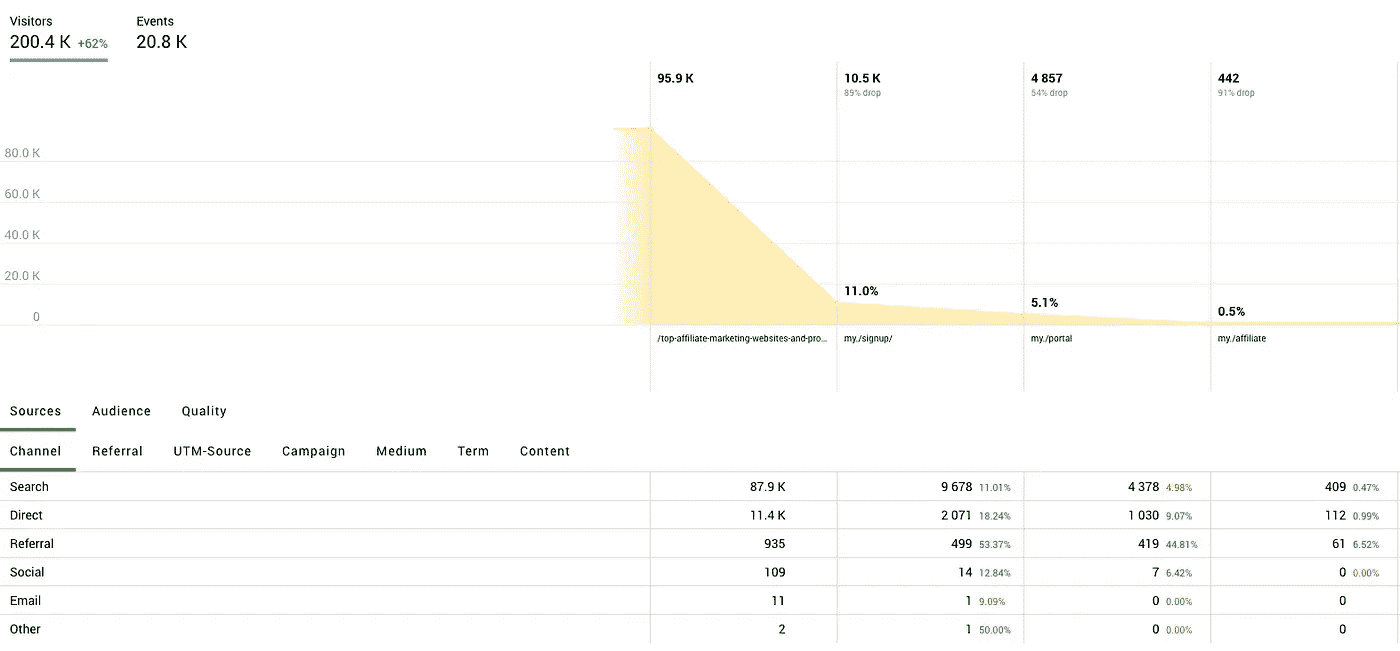 Visitors Events
200.4 K +62% 20.8 K
95.9 K 10.5 K 4 857 442
89% drop 54% drop 91% drop
80.0 K
60.0 K
40.0 K
20.0 K
11.0% 5.1% 0.5%
0
/top-affiliate-marketing-websites-and-pro... my./signup/ my./portal my./affiliate
Sources Audience Quality
Channel Referral UTM-Source Campaign Medium Term Content
Search 87.9 K 9 678 11.01% 4 378 4.98% 409 0.47%
Direct 11.4 K 2 071 18.24% 1 030 9.07% 112 0.99%
Referral 935 499 53.37% 419 44.81% 61 6.52%
Social 109 14 12.84% 7 6.42% 0 0.00%
Email 11 1 9.09% 0 0.00% 0
Other 2 1 50.00% 0 0.00% 0